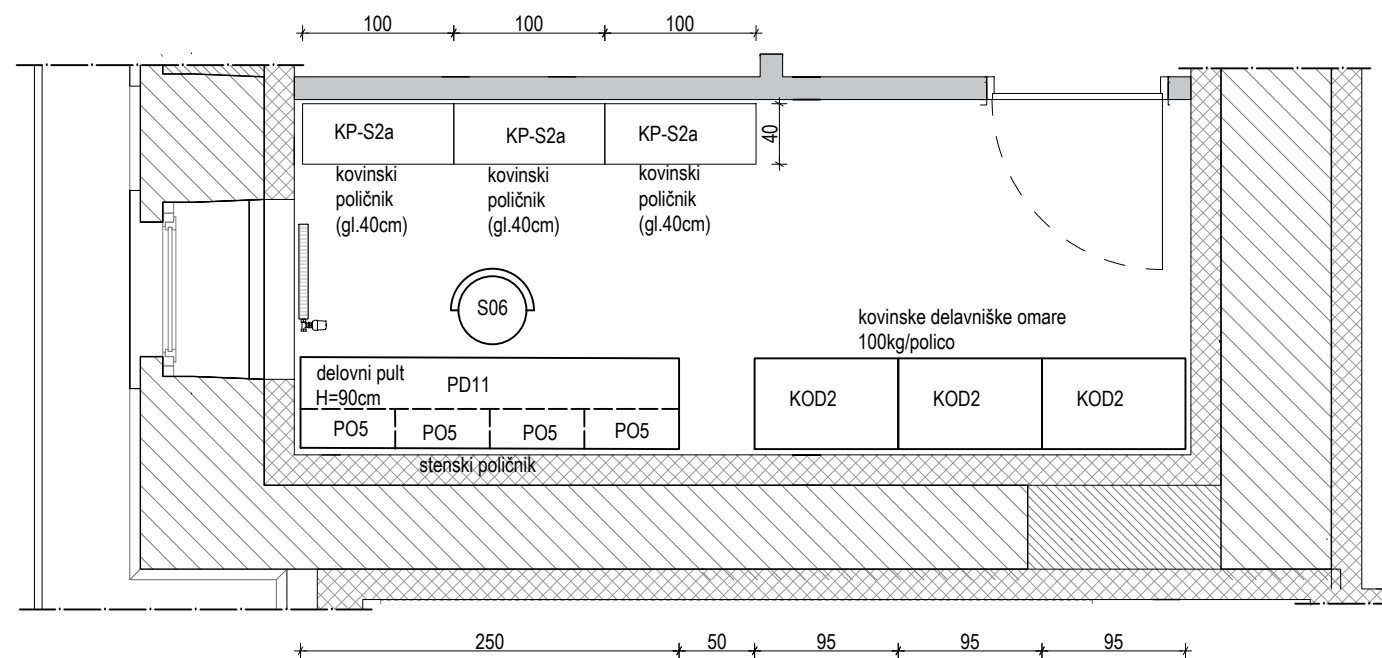 100 100 100
KP-S2a KP-S2a KP-S2a
40
kovinski
poličnik
(gl.40cm)
kovinski
poličnik
(gl.40cm)
kovinski
poličnik
(gl.40cm)
S06
kovinske delavniške omare
100kg/polico
delovni pult
H=90cm
PD11
KOD2 KOD2 KOD2
PO5 PO5 PO5 PO5
stenski poličnik
250 50 95 95 95